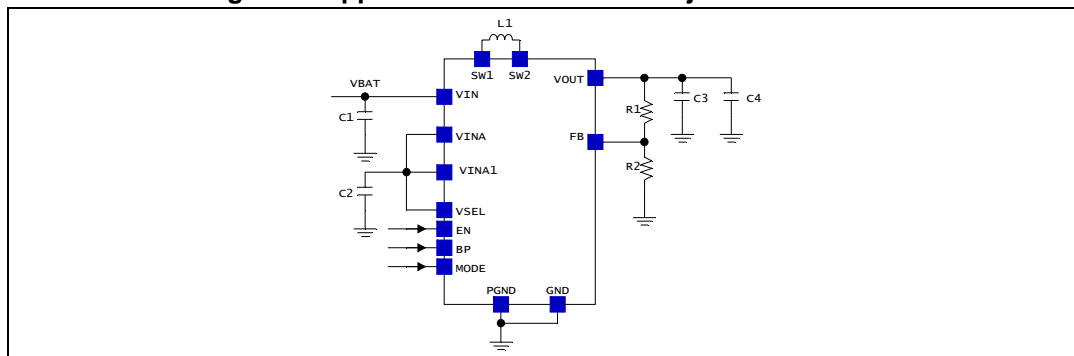 L1
SW1 SW2
VOUT
VBAT
VIN
C1
R1
C3
C4
VINA
FB
VINA1
R2
C2
VSEL
EN
BP
MODE
PGND GND